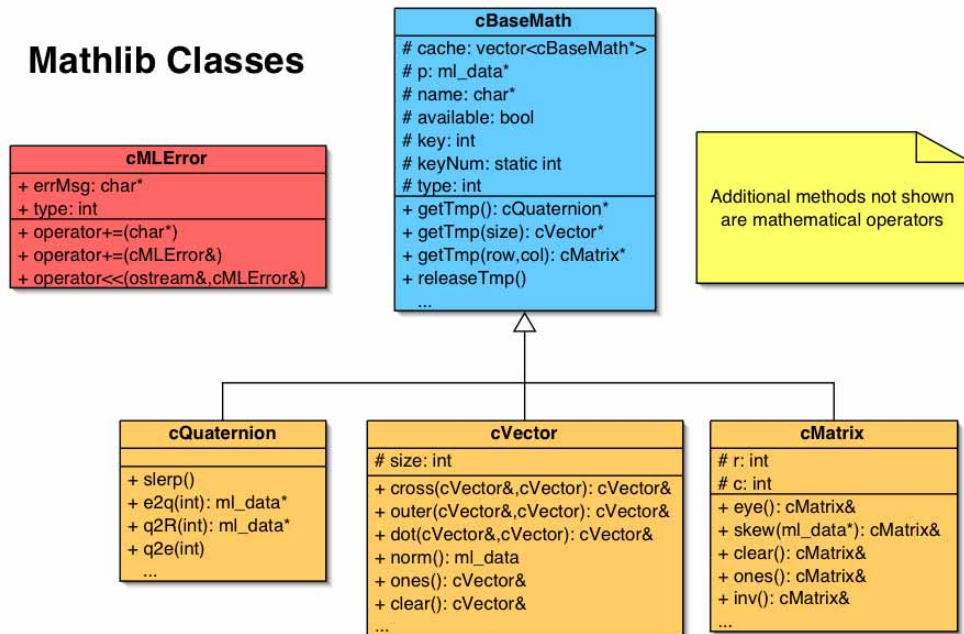 Mathlib Classes
cMLError
+ errMsg: char*
+ type: int
+ operator+=(char*)
+ operator+=(cMLError&)
+ operator<<(ostream&,cMLError&)
cBaseMath
# cache: vector<cBaseMath*>
# p: ml_data*
# name: char*
# available: bool
# key: int
# keyNum: static int
# type: int
+ getTmp(): cQuaternion*
+ getTmp(size): cVector*
+ getTmp(row,col): cMatrix*
+ releaseTmp()
...
Additional methods not shown
are mathematical operators
cQuaternion
+ slerp()
+ e2q(int): ml_data*
+ q2R(int): ml_data*
+ q2e(int)
...
cVector
# size: int
+ cross(cVector&,cVector): cVector&
+ outer(cVector&,cVector): cVector&
+ dot(cVector&,cVector): cVector&
+ norm(): ml_data
+ ones(): cVector&
+ clear(): cVector&
...
cMatrix
# r: int
# c: int
+ eye(): cMatrix&
+ skew(ml_data*): cMatrix&
+ clear(): cMatrix&
+ ones(): cMatrix&
+ inv(): cMatrix&
...